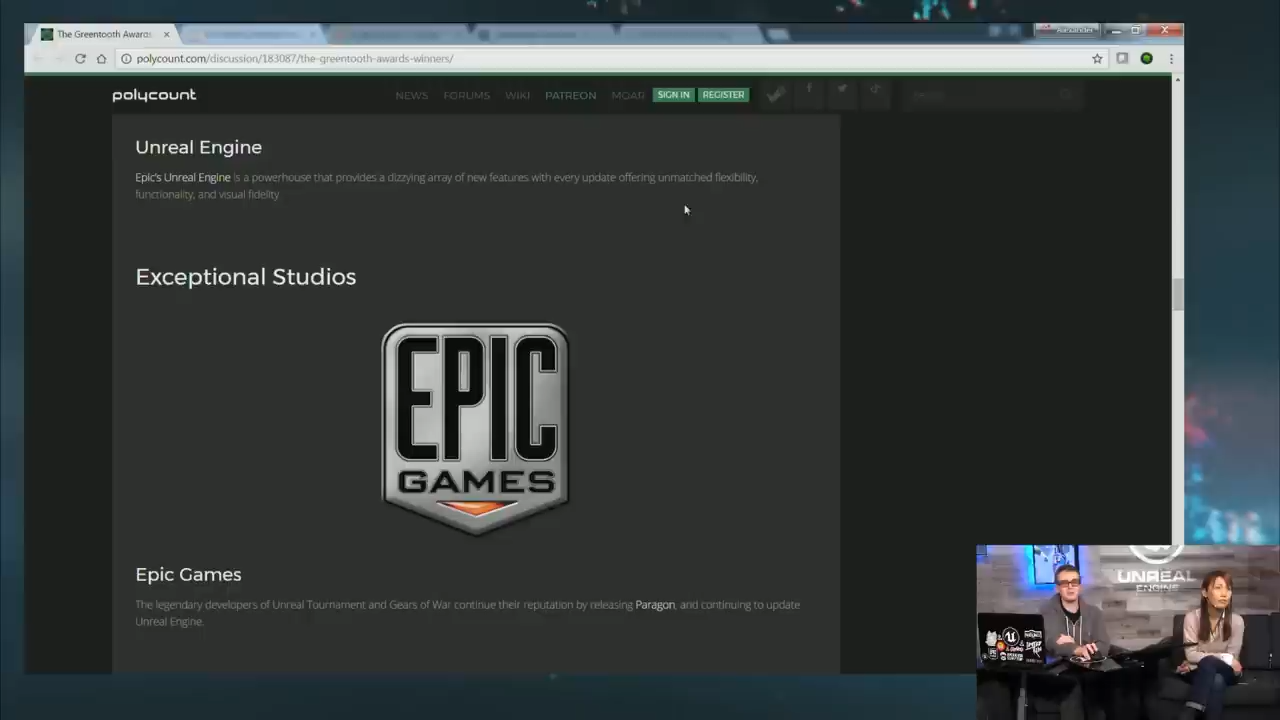 The Greentooth Awards
Alexander
polycount.com/discussion/183087/the-greentooth-awards-winners/
polycount
NEWS FORUMS WIKI PATREON MOAR SIGN IN REGISTER
Unreal Engine
Epic's Unreal Engine is a powerhouse that provides a dizzying array of new features with every update offering unmatched flexibility,
functionality, and visual fidelity
Exceptional Studios
EPIC
GAMES
Epic Games
The legendary developers of Unreal Tournament and Gears of War continue their reputation by releasing Paragon, and continuing to update
Unreal Engine.
UNREAL
ENGINE